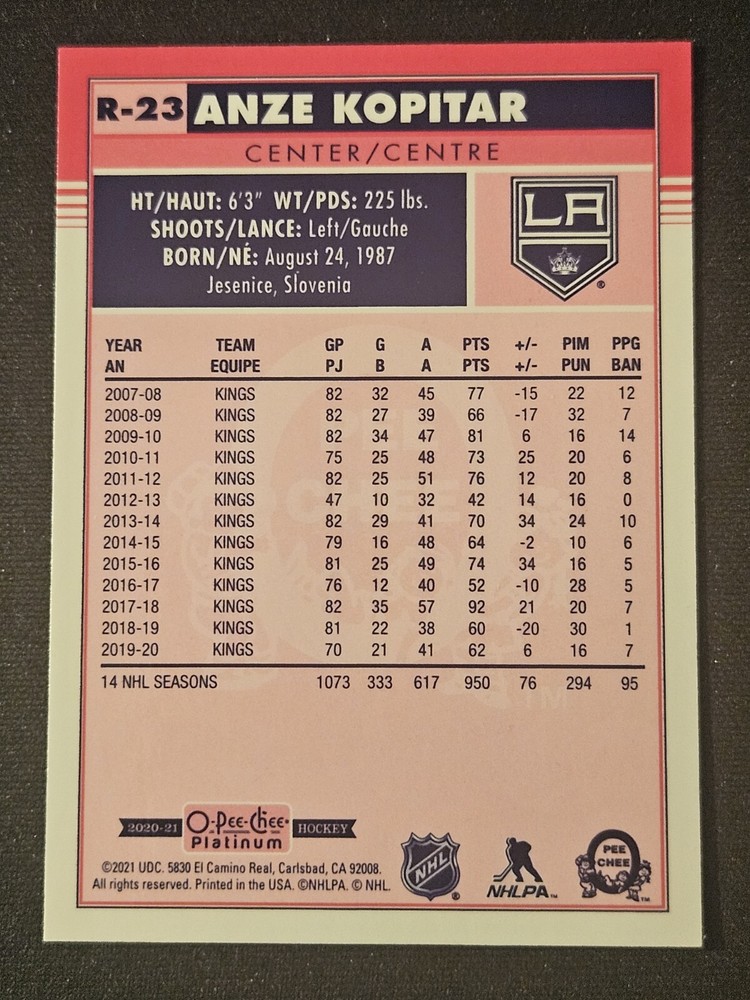 R-23 ANZE KOPITAR
CENTER/CENTRE
HT/HAUT: 6'3" WT/PDS: 225 lbs.
SHOOTS/LANCE: Left/Gauche
BORN/NÉ: August 24, 1987
Jesenice, Slovenia
LA
®
YEAR TEAM GP G A PTS +/- PIM PPG
AN EQUIPE PJ B A PTS +/- PUN BAN
2007-08 KINGS 82 32 45 77 -15 22 12
2008-09 KINGS 82 27 39 66 -17 32 7
2009-10 KINGS 82 34 47 81 6 16 14
2010-11 KINGS 75 25 48 73 25 20 6
2011-12 KINGS 82 25 51 76 12 20 8
2012-13 KINGS 47 10 32 42 14 16 0
2013-14 KINGS 82 29 41 70 34 24 10
2014-15 KINGS 79 16 48 64 -2 10 6
2015-16 KINGS 81 25 49 74 34 16 5
2016-17 KINGS 76 12 40 52 -10 28 5
2017-18 KINGS 82 35 57 92 21 20 7
2018-19 KINGS 81 22 38 60 -20 30 1
2019-20 KINGS 70 21 41 62 6 16 7
14 NHL SEASONS 1073 333 617 950 76 294 95
PEE
CHEE
TM
2020-21 O-Pee-Chee Platinum HOCKEY
©2021 UDC. 5830 El Camino Real, Carlsbad, CA 92008.
All rights reserved. Printed in the USA. ©NHLPA. © NHL.
NHL ®
NHLPA™
PEE
CHEE
TM